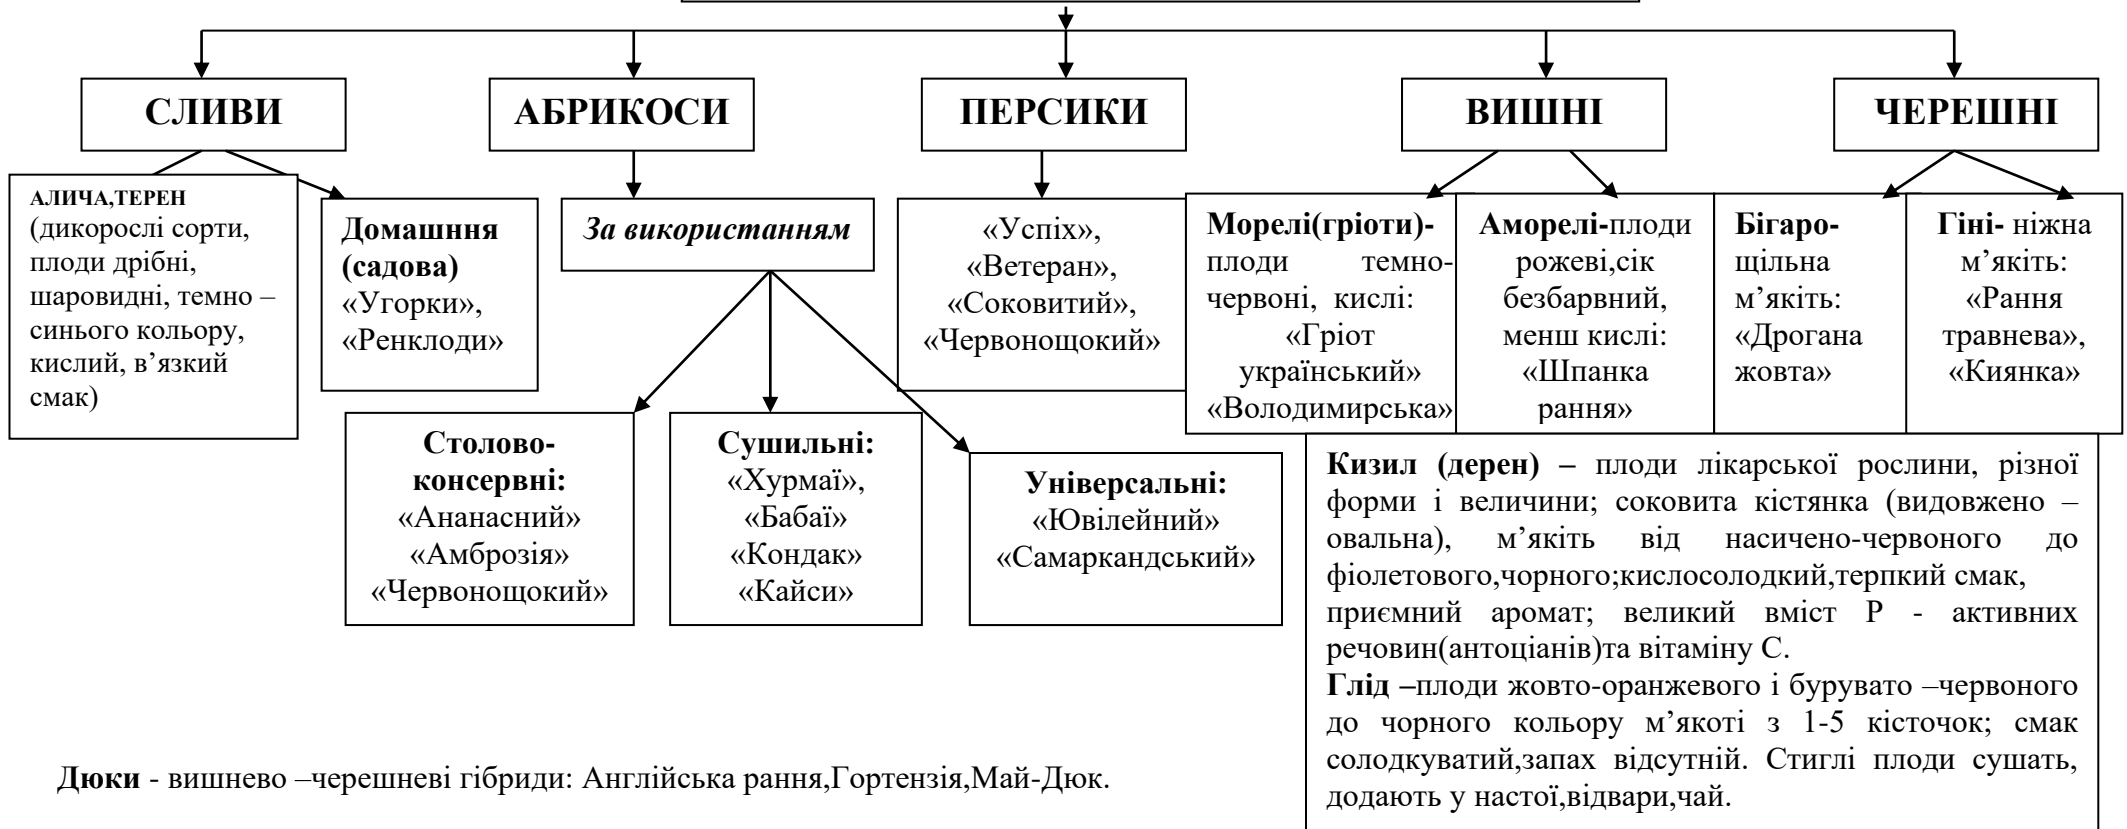 СЛИВИ
АБРИКОСИ
ПЕРСИКИ
ВИШНІ
ЧЕРЕШНІ
АЛИЧА,ТЕРЕН
(дикорослі сорти,
плоди дрібні,
шаровидні, темно –
синього кольору,
кислий, в’язкий
смак)
Домашння
(садова)
«Угорки»,
«Ренклоди»
За використанням
«Успіх»,
«Ветеран»,
«Соковитий»,
«Червонощокий»
Морелі(гріоти)-
плоди темно-
червоні, кислі:
«Гріот
український»
«Володимирська»
Аморелі-плоди
рожеві,сік
безбарвний,
менш кислі:
«Шпанка
рання»
Бігаро-
щільна
м’якіть:
«Дрогана
жовта»
Гіні- ніжна
м’якіть:
«Рання
травнева»,
«Киянка»
Столово-
консервні:
«Ананасний»
«Амброзія»
«Червонощокий»
Сушильні:
«Хурмаї»,
«Бабаї»
«Кондак»
«Кайси»
Універсальні:
«Ювілейний»
«Самаркандський»
Кизил (дерен) – плоди лікарської рослини, різної
форми і величини; соковита кістянка (видовжено –
овальна), м’якіть від насичено-червоного до
фіолетового,чорного;кислосолодкий,терпкий смак,
приємний аромат; великий вміст Р - активних
речовин(антоціанів)та вітаміну С.
Глід –плоди жовто-оранжевого і бурувато –червоного
до чорного кольору м’якоті з 1-5 кісточок; смак
солодкуватий,запах відсутній. Стиглі плоди сушать,
додають у настої,відвари,чай.
Дюки - вишнево –черешневі гібриди: Англійська рання,Гортензія,Май-Дюк.